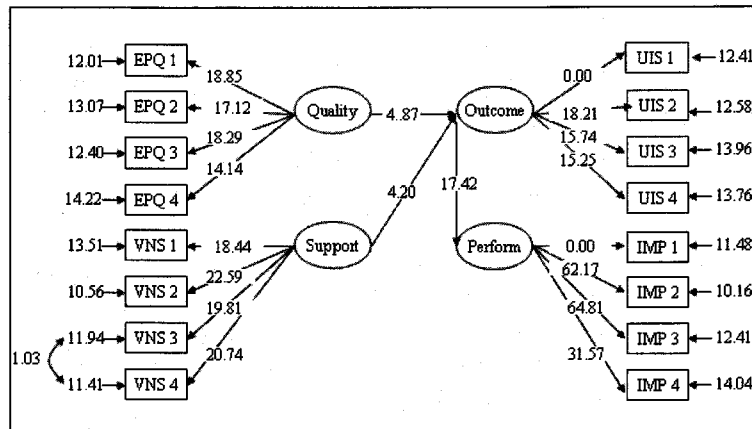 12.01 EPQ 1 18.85 0.00 UIS 1 12.41
13.07 EPQ 2 17.12 Quality 4.87 Outcome 18.21 UIS 2 12.58
12.40 EPQ 3 18.29 15.74 UIS 3 13.96
14.22 EPQ 4 14.14 15.25 UIS 4 13.76
4.20 17.42
13.51 VNS 1 18.44 Support Perform 0.00 IMP 1 11.48
10.56 VNS 2 22.59 62.17 IMP 2 10.16
11.94 VNS 3 19.81 64.81 IMP 3 12.41
1.03
11.41 VNS 4 20.74 31.57 IMP 4 14.04